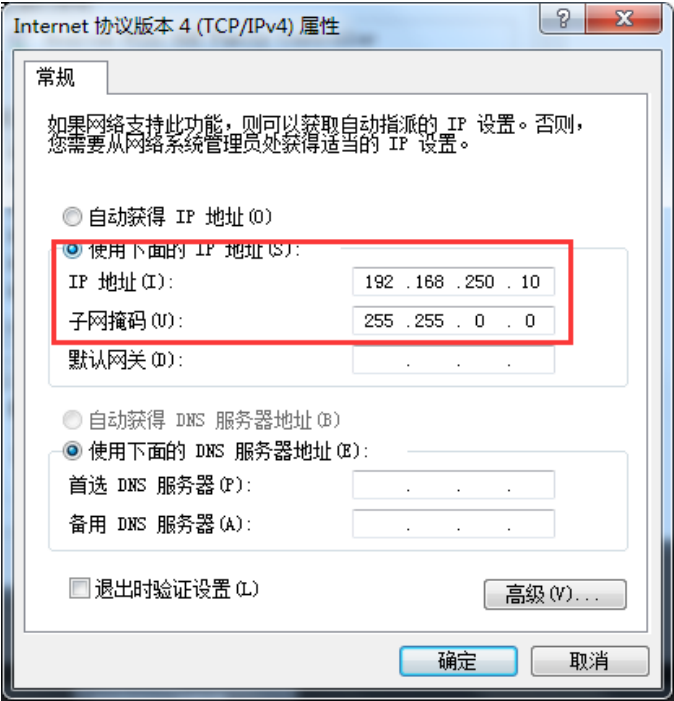 Internet 协议版本 4 (TCP/IPv4) 属性
常规
如果网络支持此功能，则可以获取自动指派的 IP 设置。否则，
您需要从网络系统管理员处获得适当的 IP 设置。
自动获得 IP 地址(O)
使用下面的 IP 地址(S):
IP 地址(I): 192 .168 .250 . 10
子网掩码(U): 255 .255 . 0 . 0
默认网关(D): . . .
自动获得 DNS 服务器地址(B)
使用下面的 DNS 服务器地址(E):
首选 DNS 服务器(P): . . .
备用 DNS 服务器(A): . . .
退出时验证设置(L)
高级(V)...
确定 取消